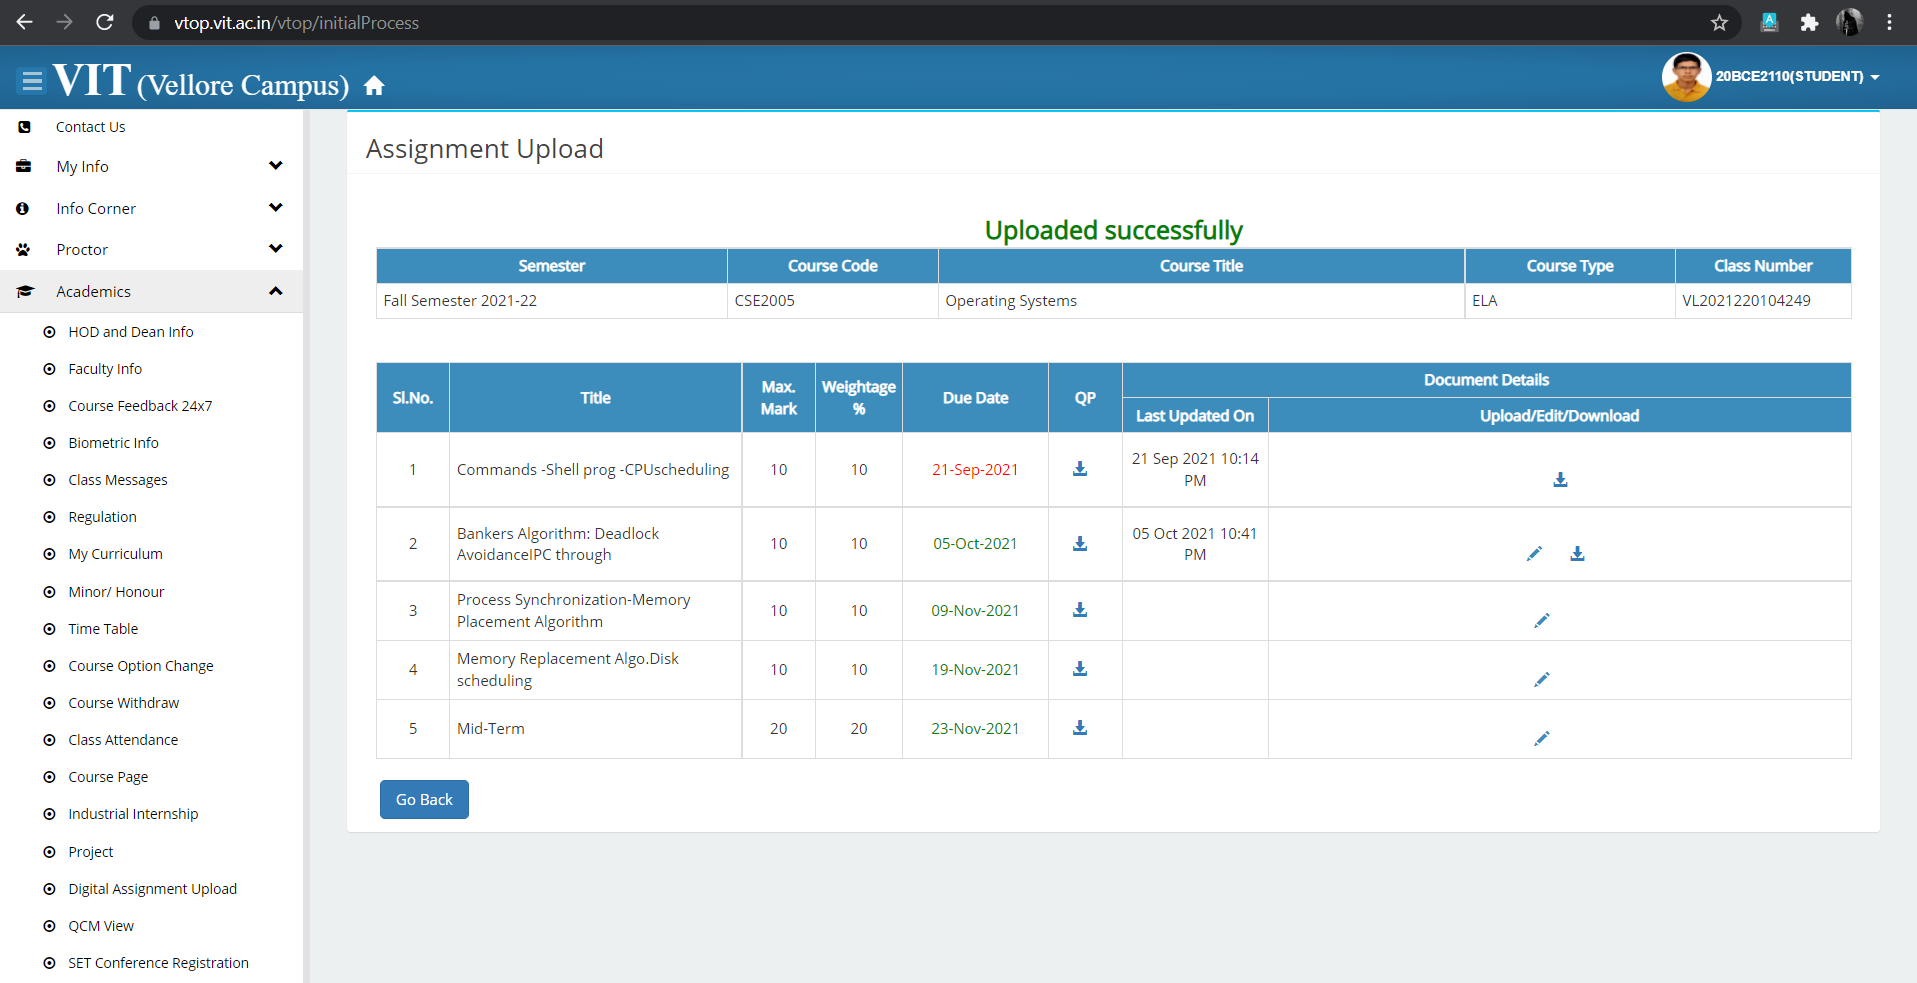 vtop.vit.ac.in/vtop/initialProcess
VIT (Vellore Campus)
20BCE2110(STUDENT)
Contact Us
My Info
Info Corner
Proctor
Academics
HOD and Dean Info
Faculty Info
Course Feedback 24x7
Biometric Info
Class Messages
Regulation
My Curriculum
Minor/ Honour
Time Table
Course Option Change
Course Withdraw
Class Attendance
Course Page
Industrial Internship
Project
Digital Assignment Upload
QCM View
SET Conference Registration
Assignment Upload
Uploaded successfully
Semester Course Code Course Title Course Type Class Number
Fall Semester 2021-22 CSE2005 Operating Systems ELA VL2021220104249
Sl.No. Title Max. Mark Weightage % Due Date QP Document Details
Last Updated On Upload/Edit/Download
1 Commands -Shell prog -CPUscheduling 10 10 21-Sep-2021 21 Sep 2021 10:14
PM
2 Bankers Algorithm: Deadlock
AvoidanceIPC through 10 10 05-Oct-2021 05 Oct 2021 10:41
PM
3 Process Synchronization-Memory
Placement Algorithm 10 10 09-Nov-2021
4 Memory Replacement Algo.Disk
scheduling 10 10 19-Nov-2021
5 Mid-Term 20 20 23-Nov-2021
Go Back